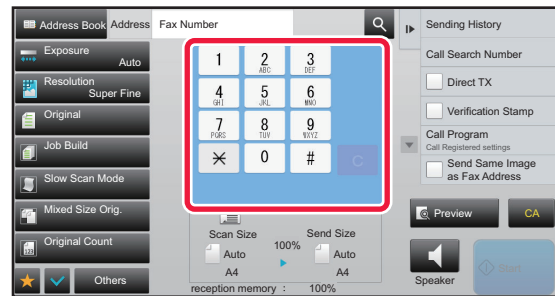 Address Book
Address
Fax Number
Sending History
Exposure
Auto
Resolution
Super Fine
Original
Job Build
Slow Scan Mode
Mixed Size Orig.
Original Count
Others
1
2
ABC
3
DEF
4
GHI
5
JKL
6
MNO
7
PQRS
8
TUV
9
WXYZ
0
#
C
Scan Size
100%
Send Size
Auto
Auto
A4
A4
reception memory : 100%
Call Search Number
Direct TX
Verification Stamp
Call Program
Call Registered settings
Send Same Image
as Fax Address
Preview
CA
Speaker
Start